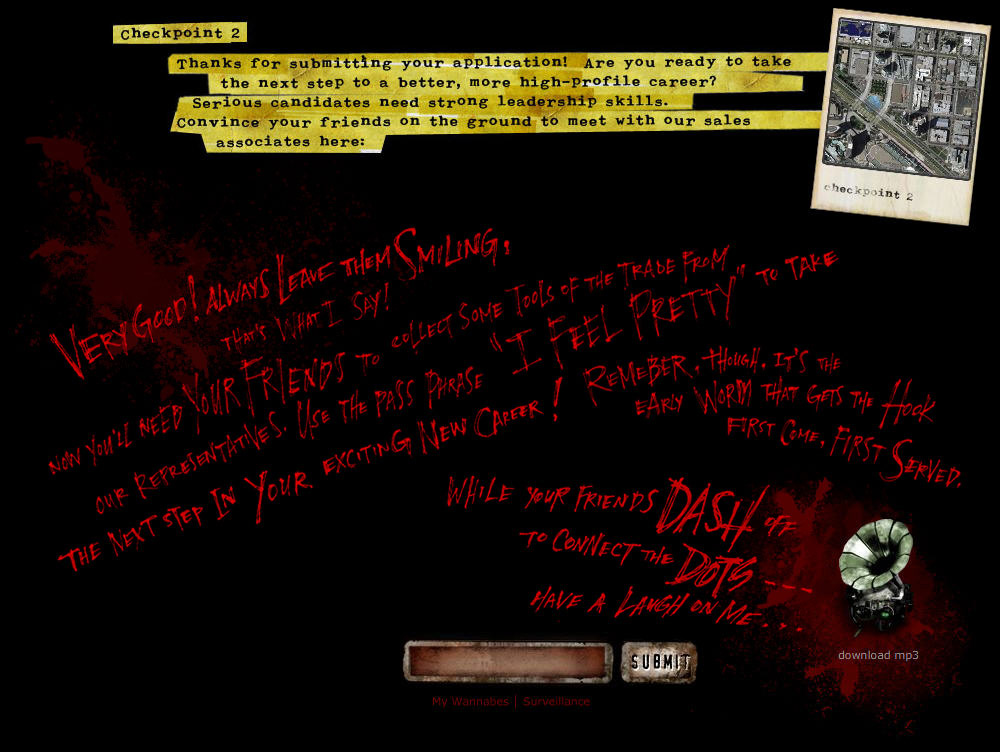 Checkpoint 2
Thanks for submitting your application! Are you ready to take
the next step to a better, more high-profile career?
Serious candidates need strong leadership skills.
Convince your friends on the ground to meet with our sales
associates here:
checkpoint 2
VERY GOOD! ALWAYS LEAVE THEM SMILING,
THAT'S WHAT I SAY!
NOW YOU'LL NEED YOUR FRIENDS TO COLLECT SOME TOOLS OF THE TRADE FROM
OUR REPRESENTATIVES. USE THE PASS PHRASE "I FEEL PRETTY" TO TAKE
THE NEXT STEP IN YOUR EXCITING NEW CAREER! REMEBER, THOUGH, IT'S THE
EARLY WORM THAT GETS THE HOOK
FIRST COME, FIRST SERVED.
WHILE YOUR FRIENDS DASH OFF
TO CONNECT THE DOTS ---
HAVE A LAUGH ON ME...
download mp3
SUBMIT
My Wannabes | Surveillance